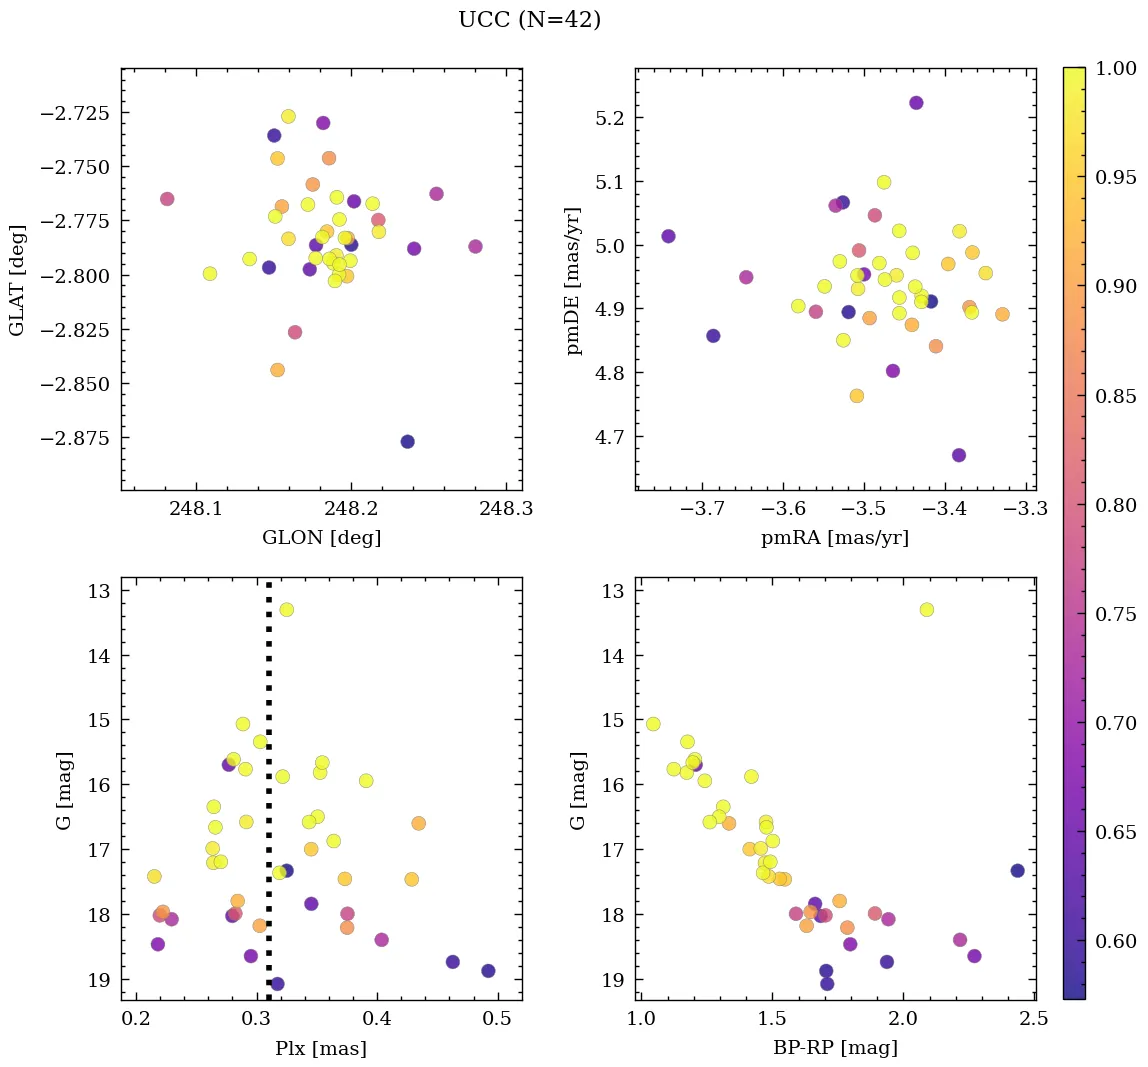 UCC (N=42)
−2.725
−2.750
−2.775
−2.800
−2.825
−2.850
−2.875
GLAT [deg]
248.1 248.2 248.3
GLON [deg]
5.2
5.1
5.0
4.9
4.8
4.7
pmDE [mas/yr]
−3.7 −3.6 −3.5 −3.4 −3.3
pmRA [mas/yr]
13
14
15
16
17
18
19
G [mag]
0.2 0.3 0.4 0.5
Plx [mas]
13
14
15
16
17
18
19
G [mag]
1.0 1.5 2.0 2.5
BP-RP [mag]
1.00
0.95
0.90
0.85
0.80
0.75
0.70
0.65
0.60